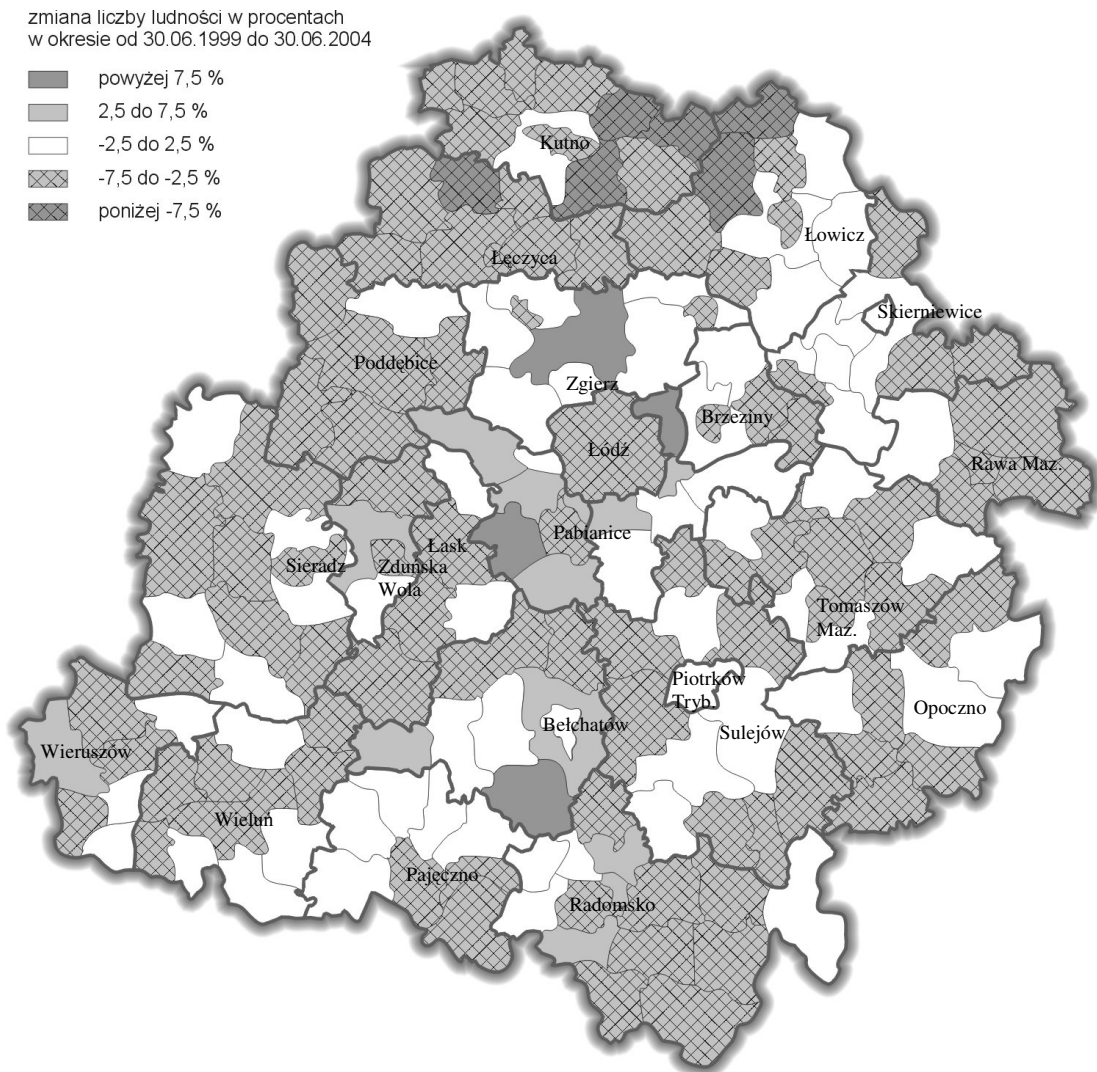 zmiana liczby ludności w procentach
w okresie od 30.06.1999 do 30.06.2004
powyżej 7,5 %
2,5 do 7,5 %
-2,5 do 2,5 %
-7,5 do -2,5 %
poniżej -7,5 %
Kutno
Łowicz
Łęczyca
Skierniewice
Poddębice
Zgierz
Brzeziny
Łódź
Rawa Maz.
Pabianice
Łask
Sieradz
Zduńska
Wola
Tomaszów
Maz.
Piotrków
Tryb.
Opoczno
Bełchatów
Sulejów
Wieruszów
Wieluń
Pajęczno
Radomsko